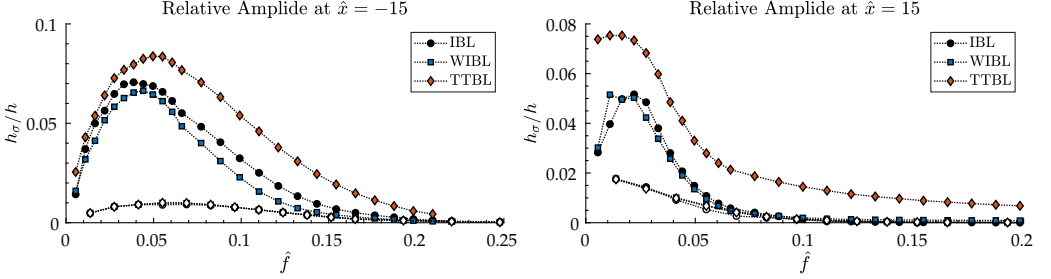 Relative Amplide at x̂ = −15
0.1
0.05
0
h_σ/h
IBL
WIBL
TTBL
0 0.05 0.1 0.15 0.2 0.25
f̂
Relative Amplide at x̂ = 15
0.08
0.06
0.04
0.02
0
h_σ/h
IBL
WIBL
TTBL
0 0.05 0.1 0.15 0.2
f̂